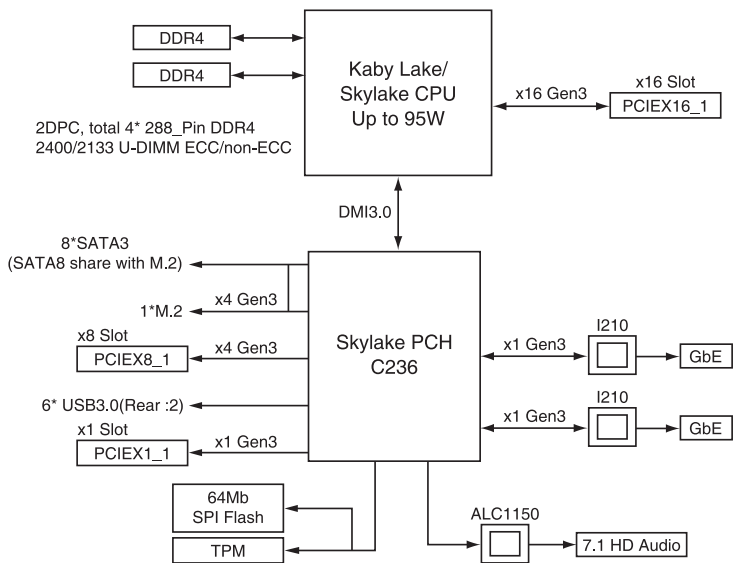 DDR4
DDR4
2DPC, total 4* 288_Pin DDR4
2400/2133 U-DIMM ECC/non-ECC
Kaby Lake/
Skylake CPU
Up to 95W
x16 Gen3
x16 Slot
PCIEX16_1
DMI3.0
8*SATA3
(SATA8 share with M.2)
1*M.2
x4 Gen3
x8 Slot
PCIEX8_1
x4 Gen3
6* USB3.0(Rear :2)
x1 Slot
PCIEX1_1
x1 Gen3
Skylake PCH
C236
x1 Gen3
I210
GbE
x1 Gen3
I210
GbE
64Mb
SPI Flash
TPM
ALC1150
7.1 HD Audio